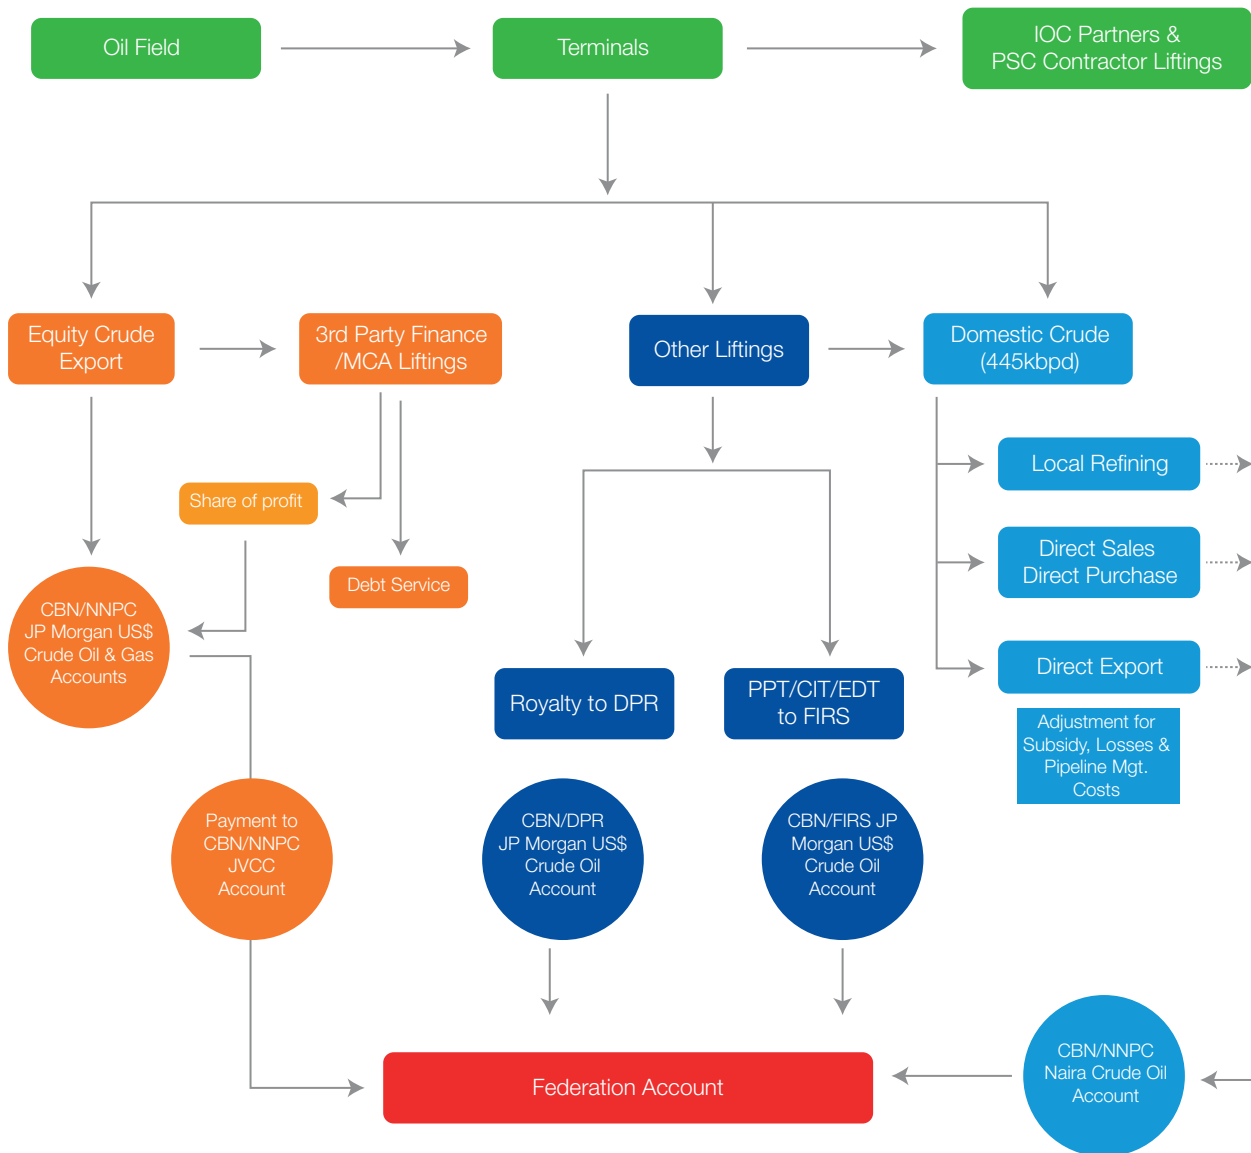 Oil Field
Terminals
IOC Partners &
PSC Contractor Liftings
Equity Crude
Export
3rd Party Finance
/MCA Liftings
Other Liftings
Domestic Crude
(445kbpd)
Local Refining
Share of profit
Direct Sales
Direct Purchase
Debt Service
CBN/NNPC
JP Morgan US$
Crude Oil & Gas
Accounts
Direct Export
Royalty to DPR
PPT/CIT/EDT
to FIRS
Adjustment for
Subsidy, Losses &
Pipeline Mgt.
Costs
Payment to
CBN/NNPC
JVCC
Account
CBN/DPR
JP Morgan US$
Crude Oil
Account
CBN/FIRS JP
Morgan US$
Crude Oil
Account
Federation Account
CBN/NNPC
Naira Crude Oil
Account